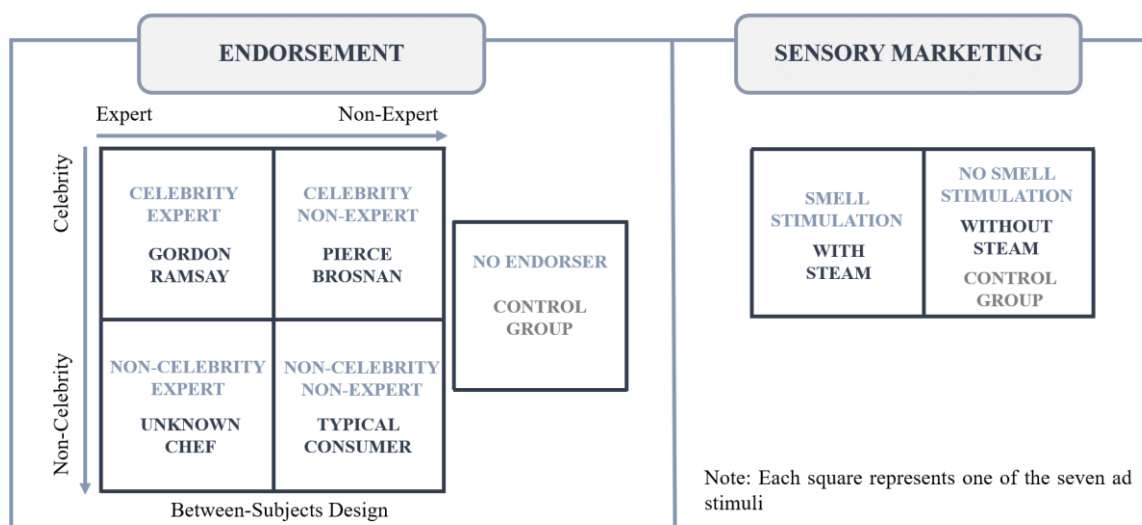 ENDORSEMENT
SENSORY MARKETING
Expert
Non-Expert
Celebrity
Non-Celebrity
CELEBRITY
EXPERT
GORDON
RAMSAY
CELEBRITY
NON-EXPERT
PIERCE
BROSNAN
NON-CELEBRITY
EXPERT
UNKNOWN
CHEF
NON-CELEBRITY
NON-EXPERT
TYPICAL
CONSUMER
NO ENDORSER
CONTROL
GROUP
Between-Subjects Design
SMELL
STIMULATION
WITH
STEAM
NO SMELL
STIMULATION
WITHOUT
STEAM
CONTROL
GROUP
Note: Each square represents one of the seven ad
stimuli